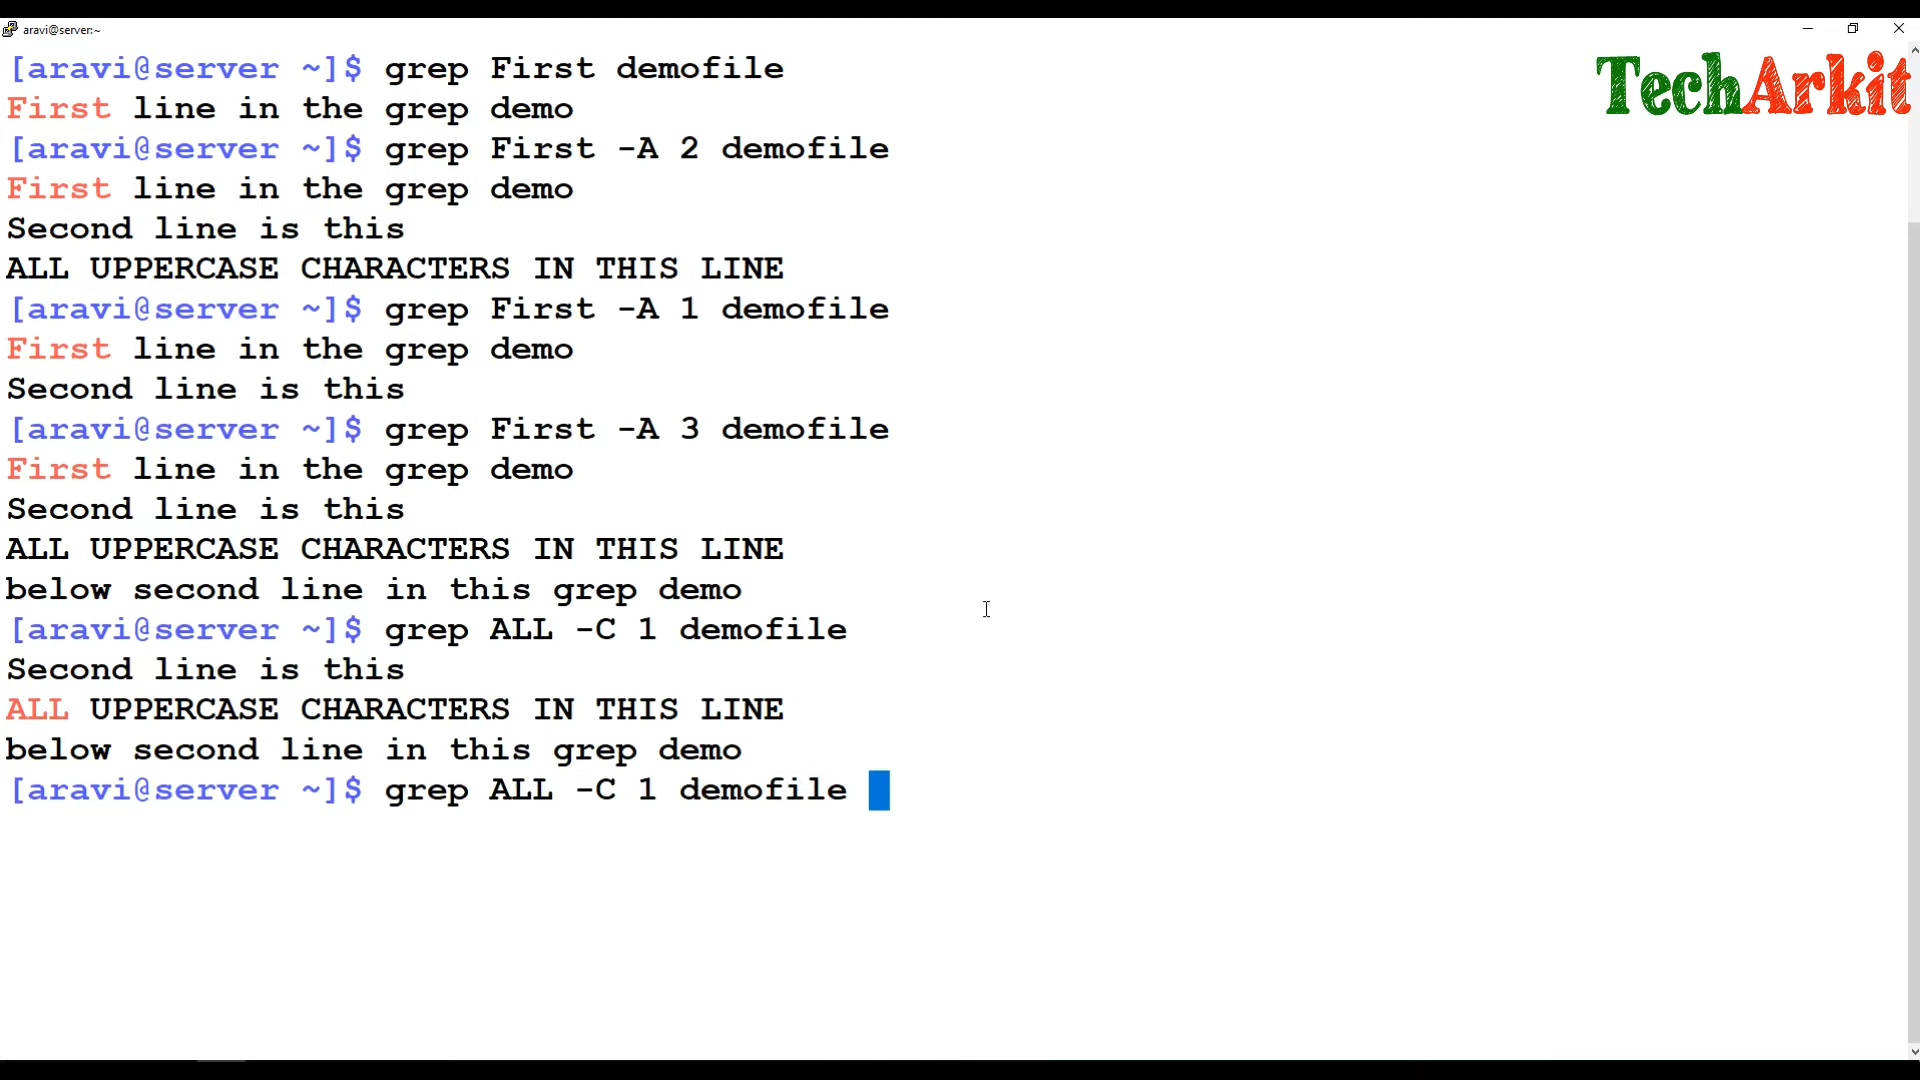 aravi@server:~
TechArkit
[aravi@server ~]$ grep First demofile
First line in the grep demo
[aravi@server ~]$ grep First -A 2 demofile
First line in the grep demo
Second line is this
ALL UPPERCASE CHARACTERS IN THIS LINE
[aravi@server ~]$ grep First -A 1 demofile
First line in the grep demo
Second line is this
[aravi@server ~]$ grep First -A 3 demofile
First line in the grep demo
Second line is this
ALL UPPERCASE CHARACTERS IN THIS LINE
below second line in this grep demo
[aravi@server ~]$ grep ALL -C 1 demofile
Second line is this
ALL UPPERCASE CHARACTERS IN THIS LINE
below second line in this grep demo
[aravi@server ~]$ grep ALL -C 1 demofile